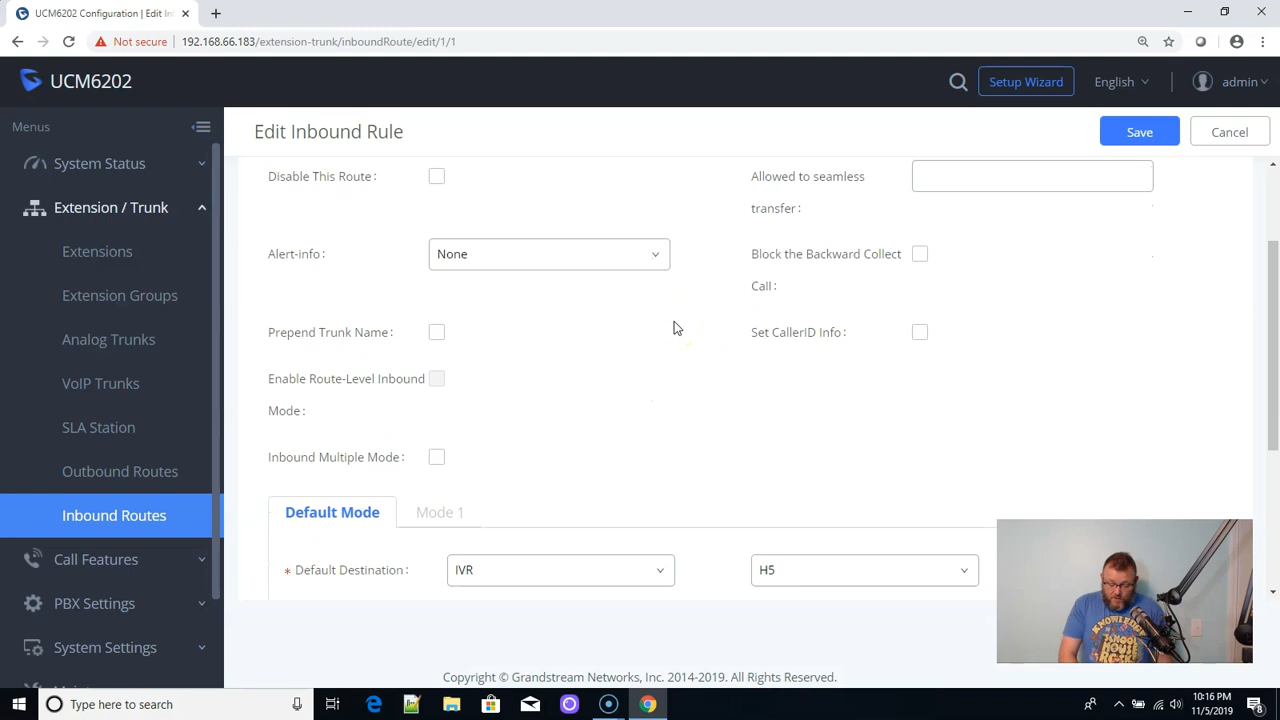 UCM6202 Configuration | Edit In
Not secure
192.168.66.183/extension-trunk/inboundRoute/edit/1/1
UCM6202
Setup Wizard
English
admin
Menus
System Status
Extension / Trunk
Extensions
Extension Groups
Analog Trunks
VoIP Trunks
SLA Station
Outbound Routes
Inbound Routes
Call Features
PBX Settings
System Settings
Edit Inbound Rule
Save
Cancel
Disable This Route :
Allowed to seamless
transfer :
Alert-info :
None
Block the Backward Collect
Call :
Prepend Trunk Name :
Set CallerID Info :
Enable Route-Level Inbound
Mode :
Inbound Multiple Mode :
Default Mode
Mode 1
* Default Destination :
IVR
H5
Copyright © Grandstream Networks, Inc. 2014-2019. All Rights Reserved.
Type here to search
10:16 PM
11/5/2019
8